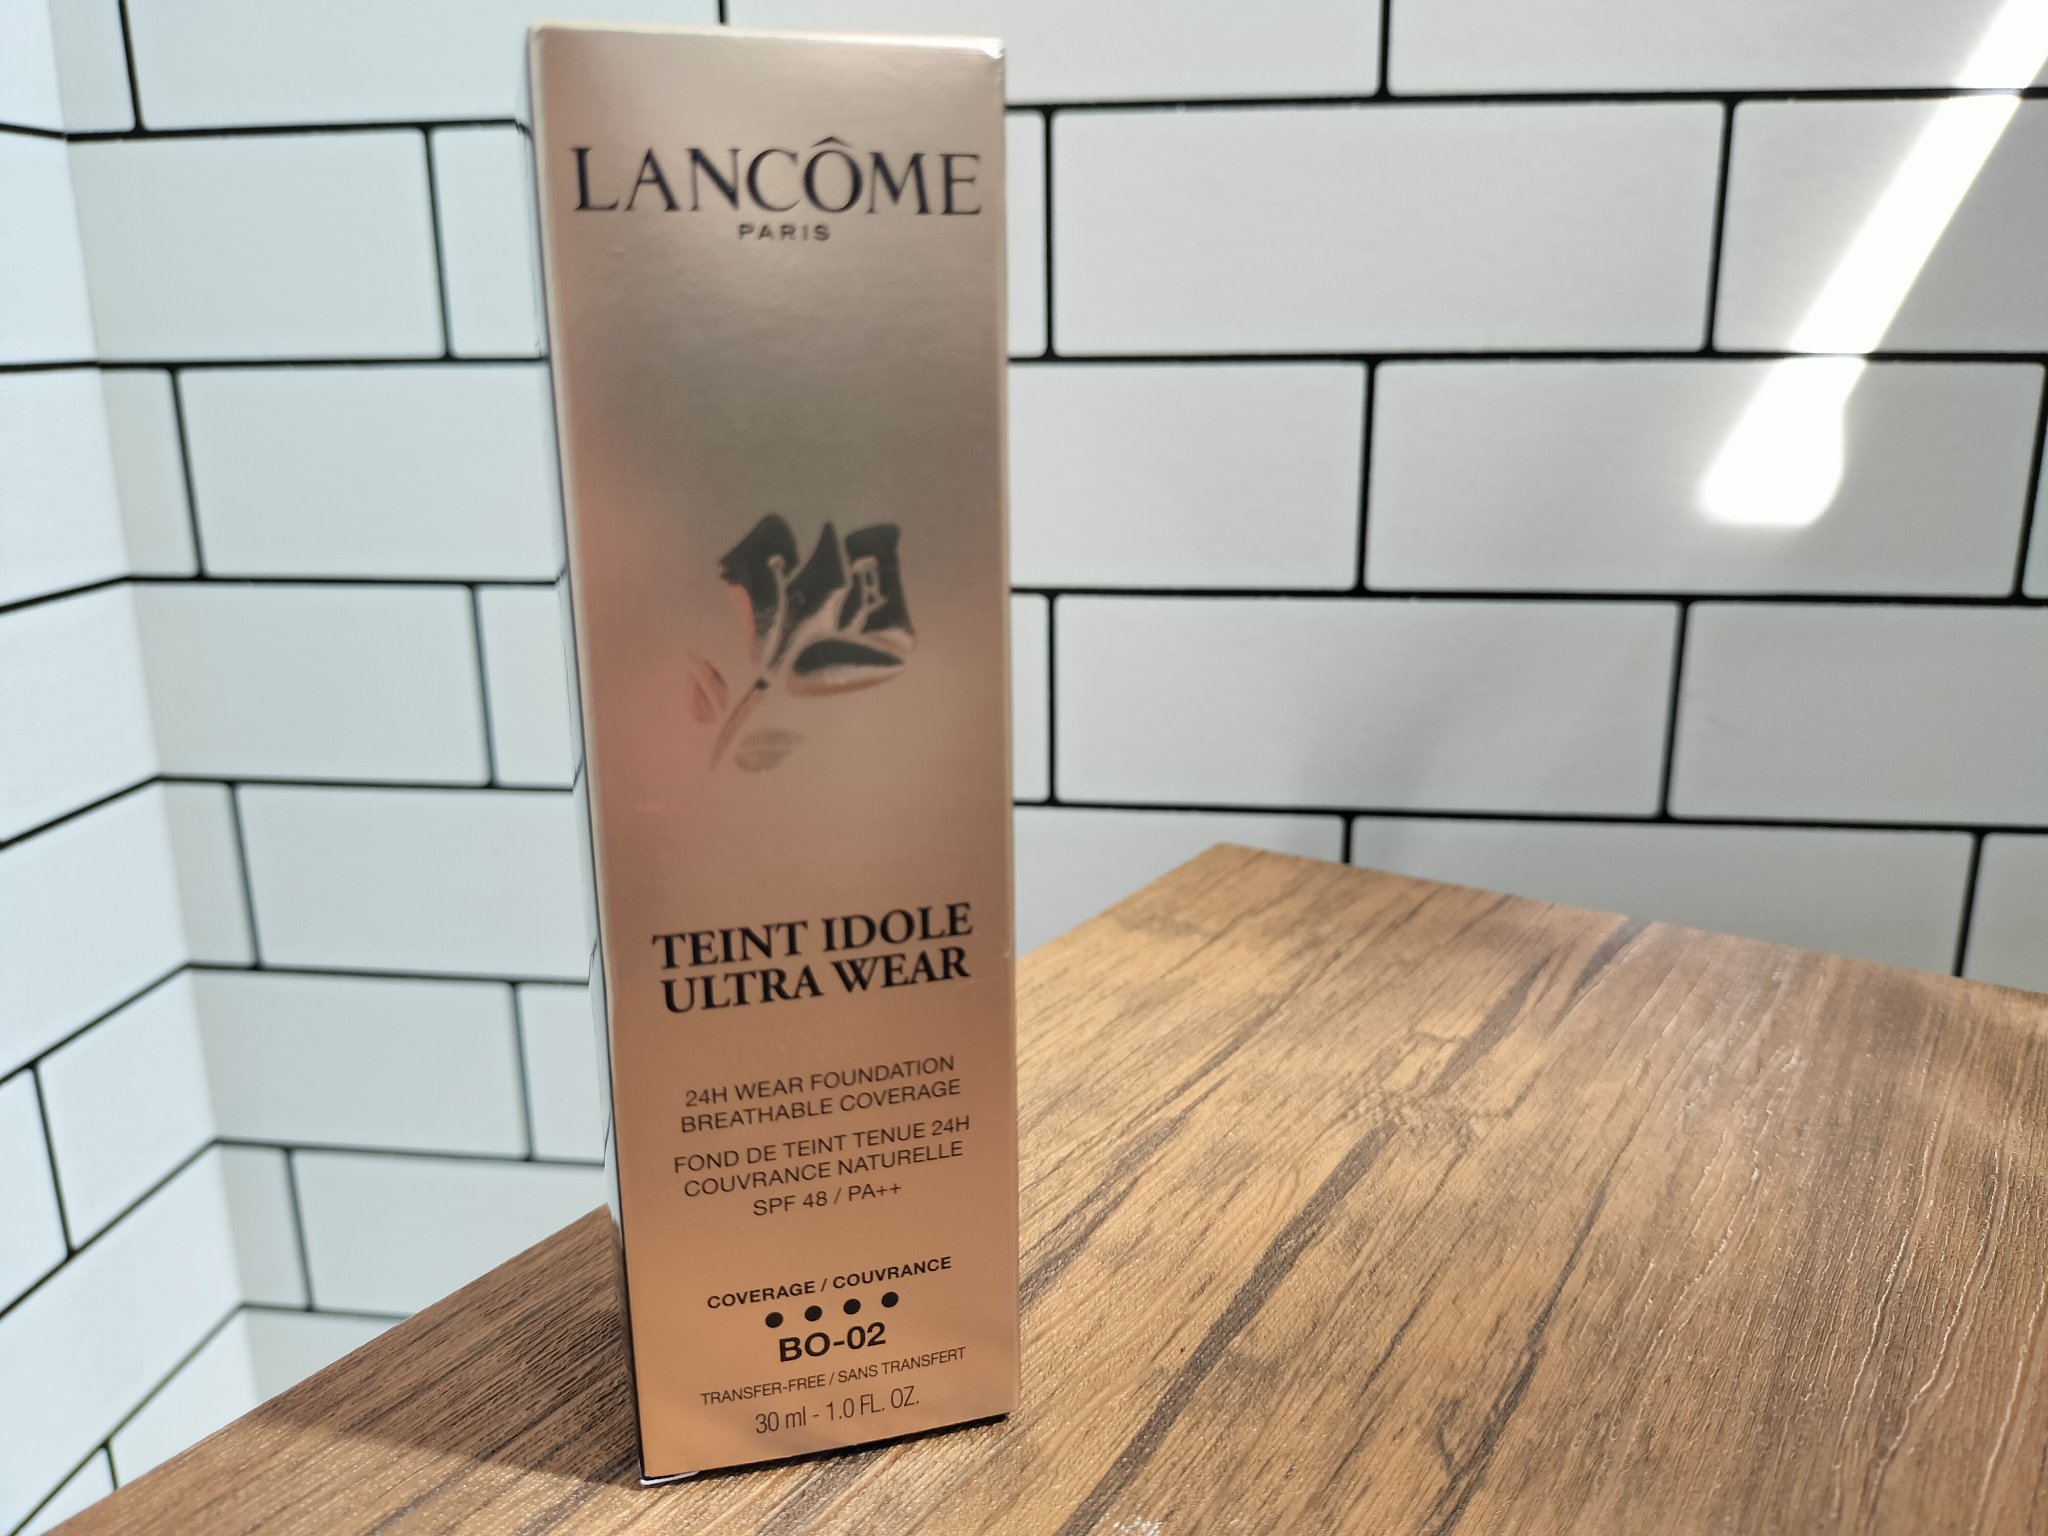 LANCÔME
PARIS
TEINT IDOLE
ULTRA WEAR
24H WEAR FOUNDATION
BREATHABLE COVERAGE
FOND DE TEINT TENUE 24H
COUVRANCE NATURELLE
SPF 48 / PA++
COVERAGE / COUVRANCE
BO-02
TRANSFER-FREE / SANS TRANSFERT
30 ml - 1.0 FL. OZ.